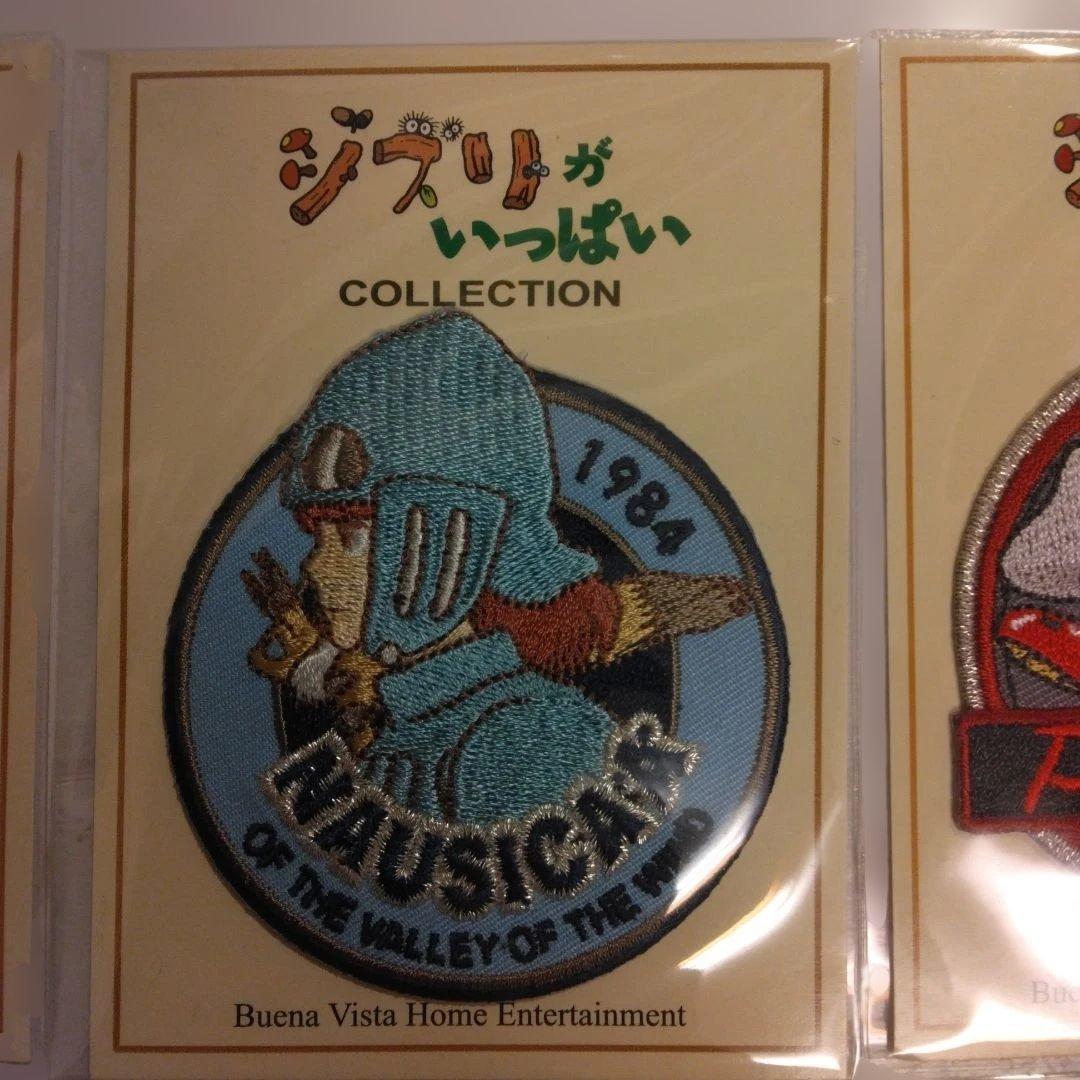 ジブリが
いっぱい
COLLECTION
1984
NAUSICAÄ
OF THE VALLEY OF THE WIND
Buena Vista Home Entertainment